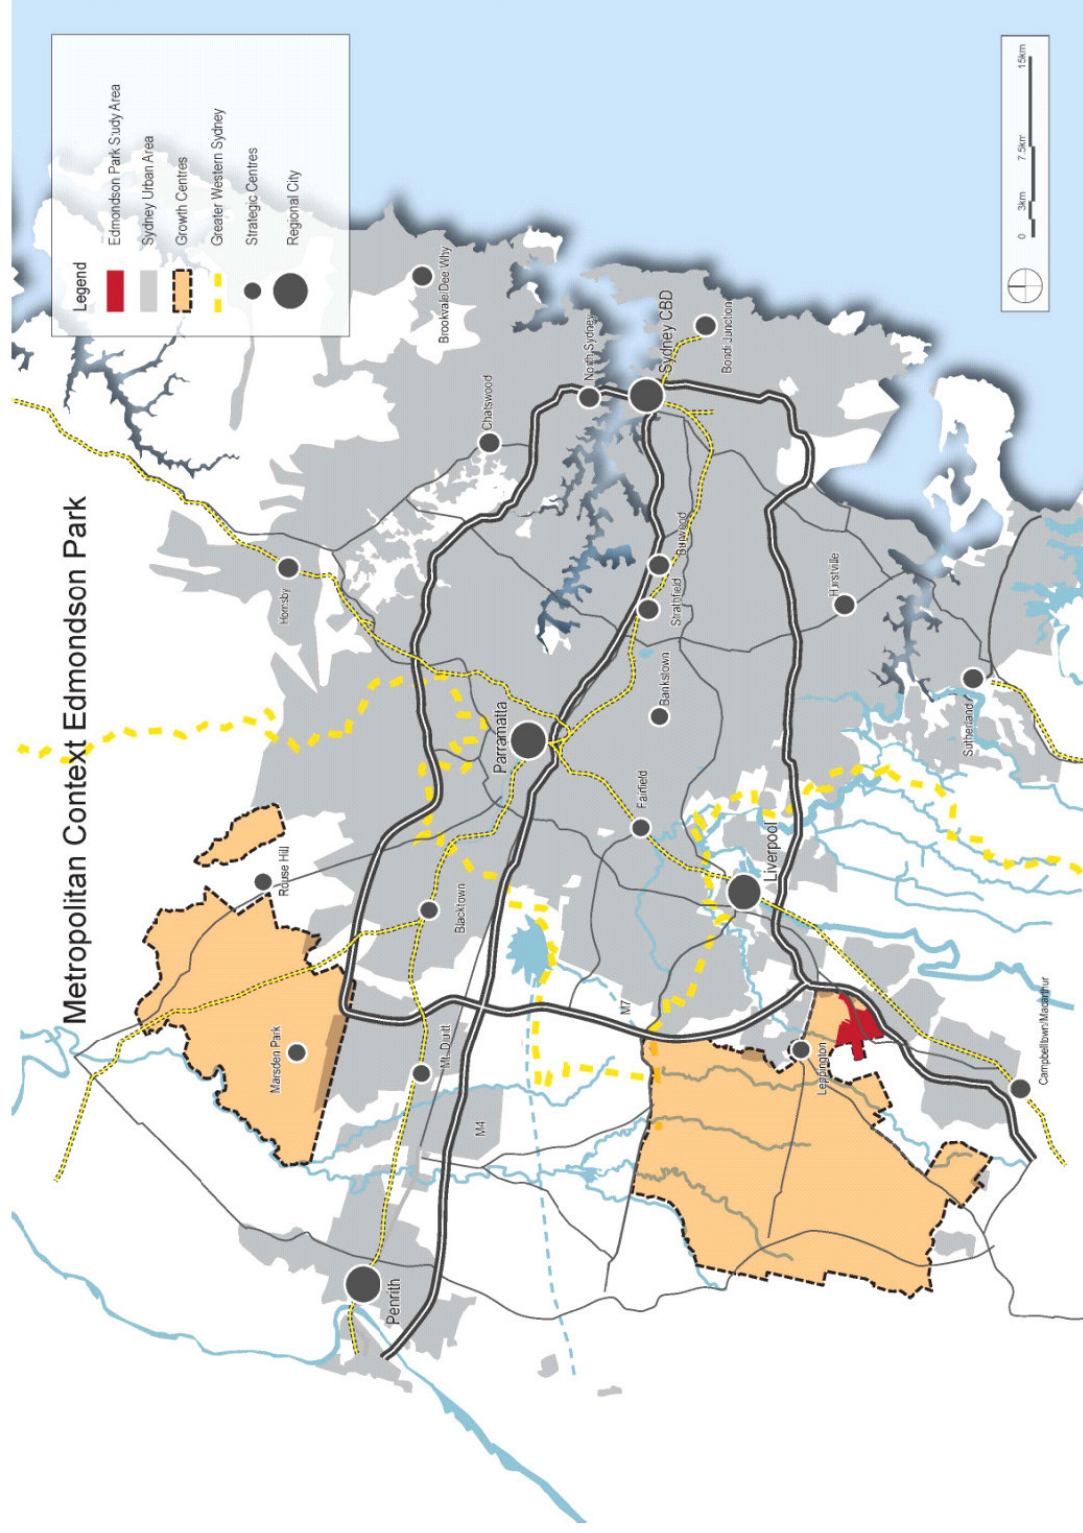 Metropolitan Context Edmondson Park
Legend
Edmondson Park Study Area
Sydney Urban Area
Growth Centres
Greater Western Sydney
Strategic Centres
Regional City
0 3km 7.5km 15km
Brookvale Dee Why
Hornsby
Chatswood
North Sydney
Sydney CBD
Bondi Junction
Rouse Hill
Marsden Park
Blacktown
Parramatta
Burwood
Strathfield
Bankstown
Hurstville
Mt. Druitt
Penrith
M4
M7
Fairfield
Liverpool
Sutherland
Leppington
Campbelltown/Macarthur